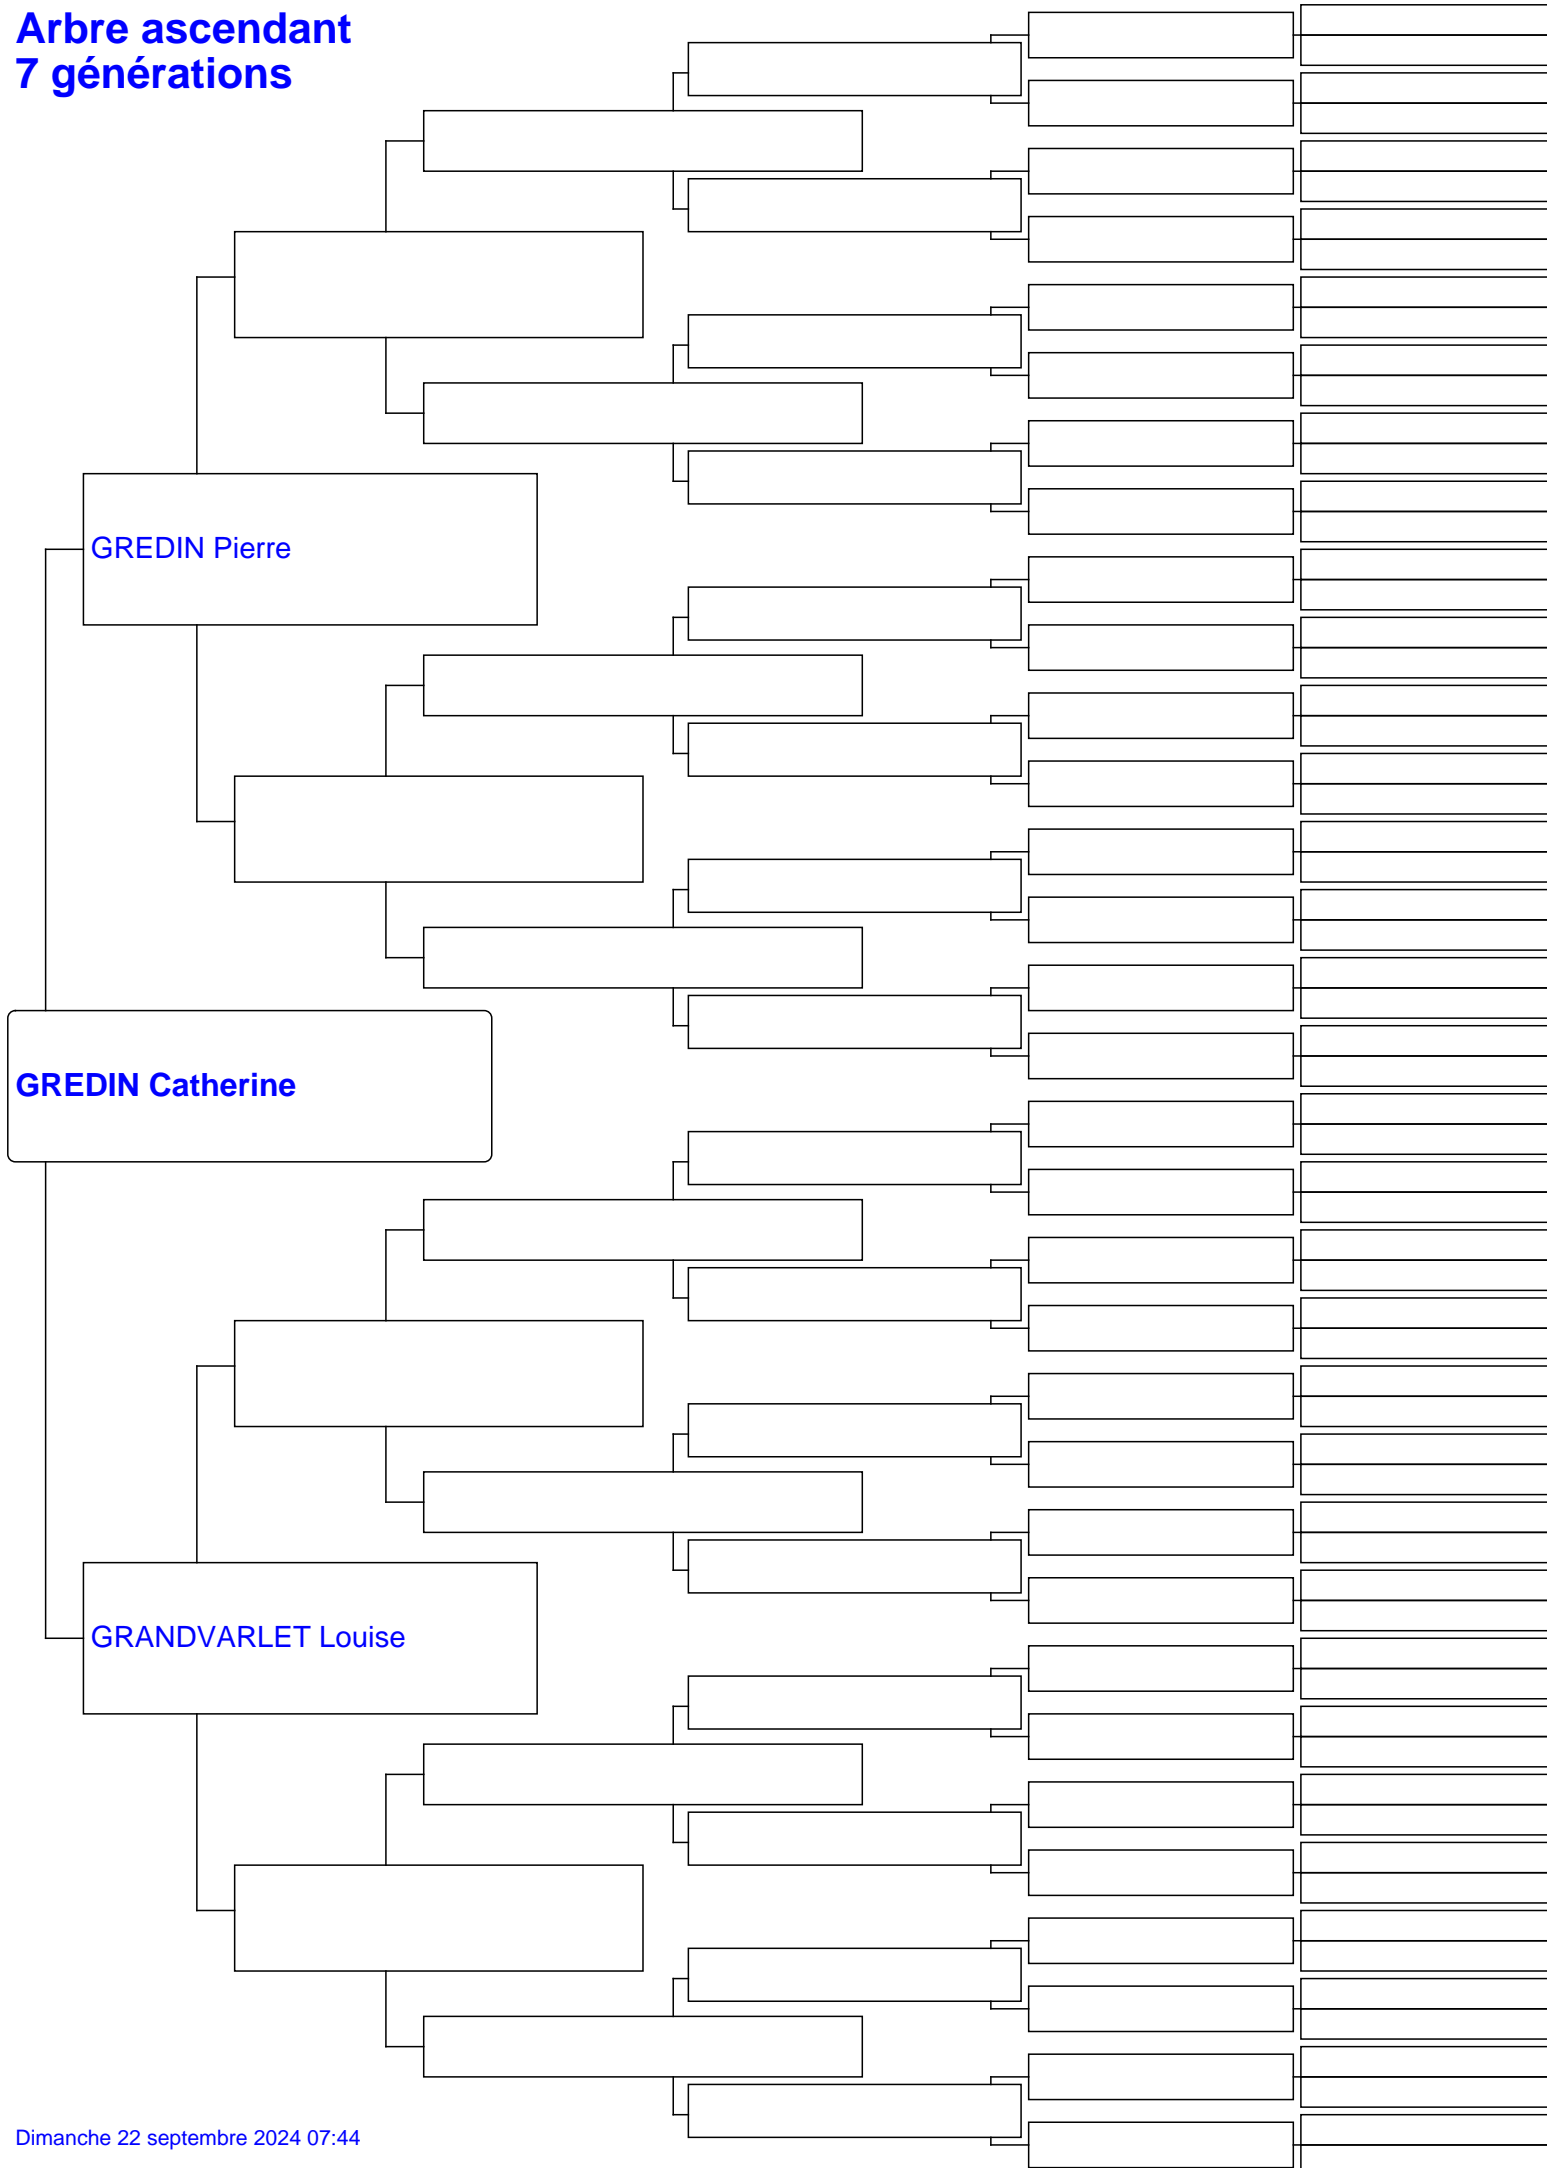 Arbre ascendant
7 générations
GREDIN Pierre
GREDIN Catherine
GRANDVARLET Louise
Dimanche 22 septembre 2024 07:44